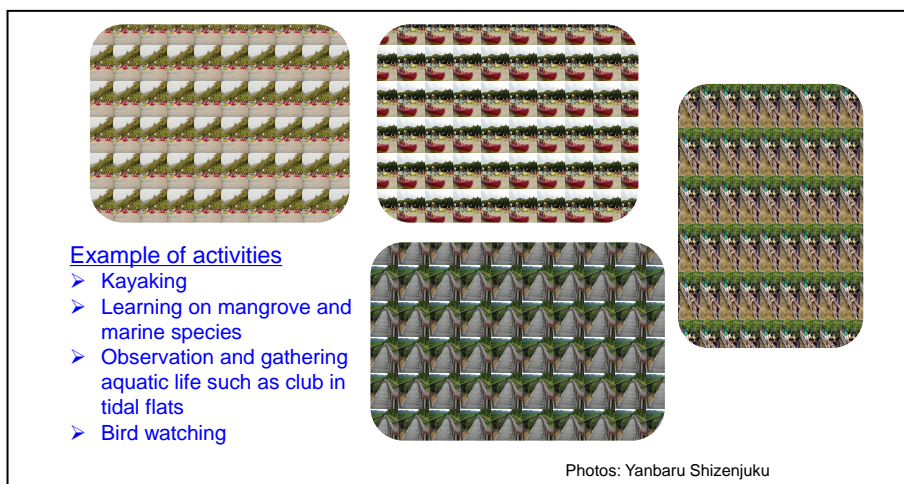 Example of activities
➢ Kayaking
➢ Learning on mangrove and
marine species
➢ Observation and gathering
aquatic life such as club in
tidal flats
➢ Bird watching
Photos: Yanbaru Shizenjuku